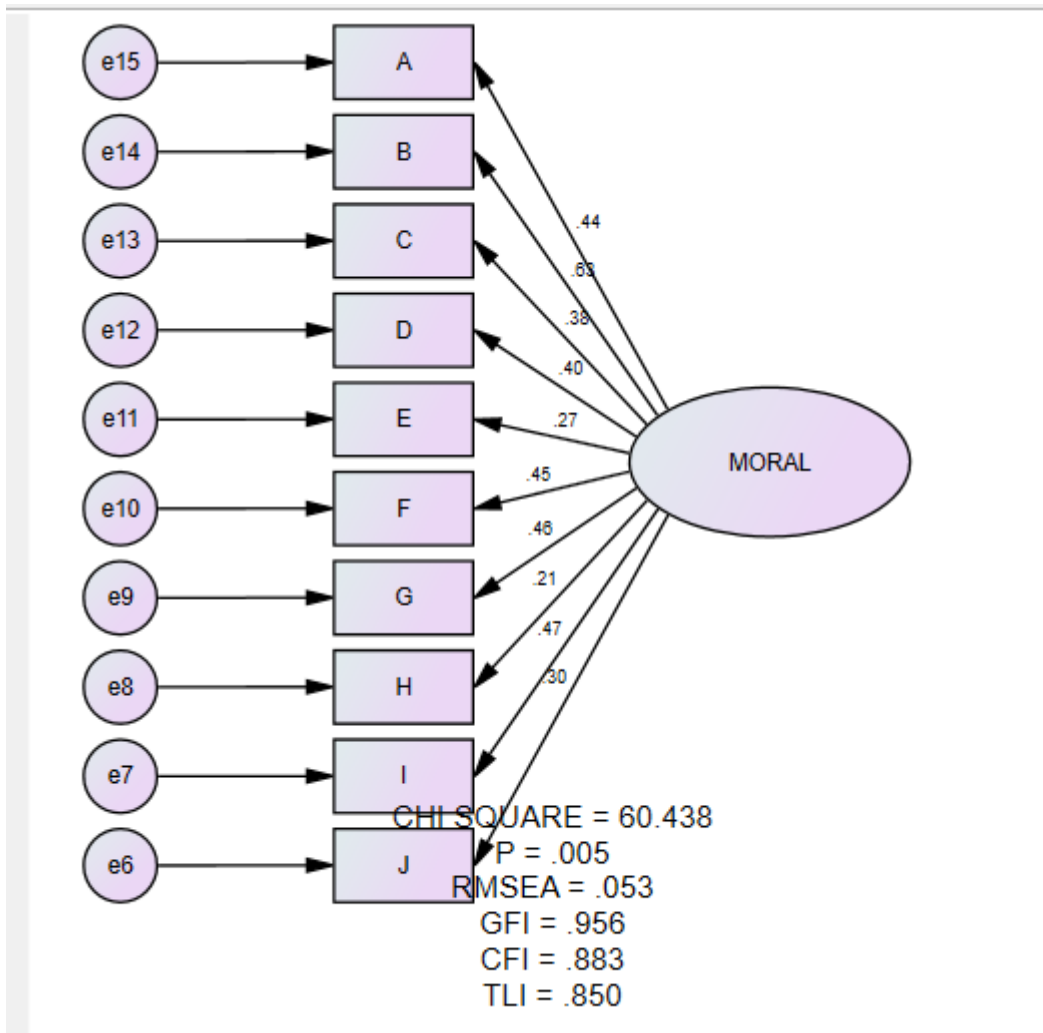 e15 A
e14 B
.44
e13 C
.63
.38
e12 D
.40
e11 E
.27
MORAL
.45
e10 F
.46
.21
e9 G
.47
.30
e8 H
e7 I
CHI SQUARE = 60.438
P = .005
e6 J
RMSEA = .053
GFI = .956
CFI = .883
TLI = .850